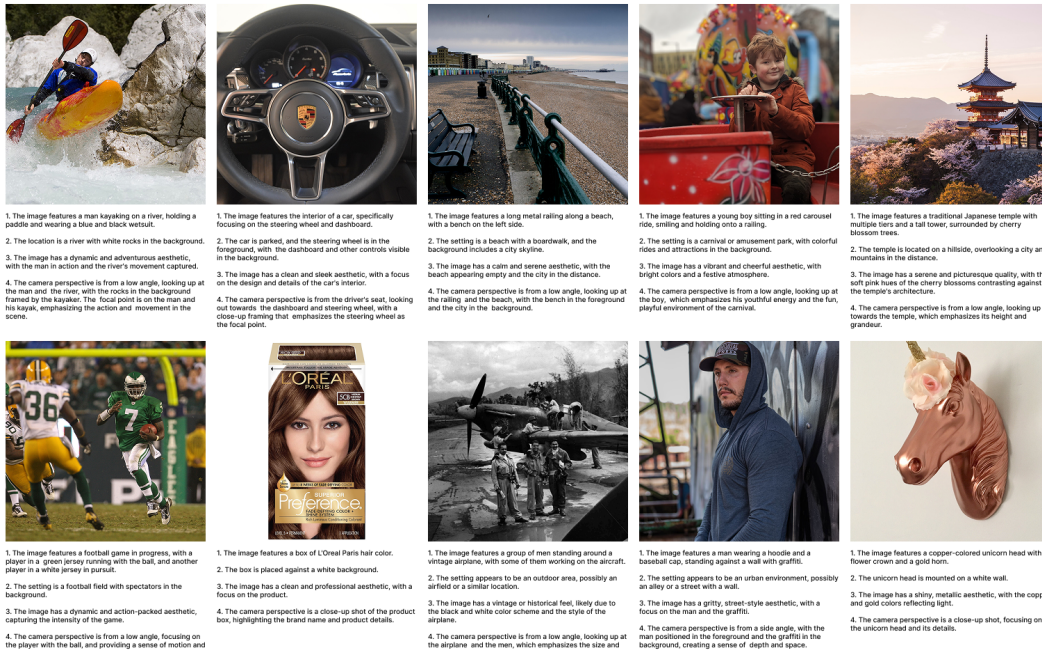 1. The image features a man kayaking on a river, holding a
paddle and wearing a blue and black wetsuit.
2. The location is a river with white rocks in the background.
3. The image has a dynamic and adventurous aesthetic,
with the man in action and the river's movement captured.
4. The camera perspective is from a low angle, looking up at
the man and the river, with the rocks in the background
framed by the kayaker. The focal point is on the man and
his kayak, emphasizing the action and movement in the
scene.
1. The image features the interior of a car, specifically
focusing on the steering wheel and dashboard.
2. The car is parked, and the steering wheel is in the
foreground, with the dashboard and other controls visible
in the background.
3. The image has a clean and sleek aesthetic, with a focus
on the design and details of the car's interior.
4. The camera perspective is from the driver's seat, looking
out towards the dashboard and steering wheel, with a
close-up framing that emphasizes the steering wheel as
the focal point.
1. The image features a long metal railing along a beach,
with a bench on the left side.
2. The setting is a beach with a boardwalk, and the
background includes a city skyline.
3. The image has a calm and serene aesthetic, with the
beach appearing empty and the city in the distance.
4. The camera perspective is from a low angle, looking up at
the railing and the beach, with the bench in the foreground
and the city in the background.
1. The image features a young boy sitting in a red carousel
ride, smiling and holding onto a railing.
2. The setting is a carnival or amusement park, with colorful
rides and attractions in the background.
3. The image has a vibrant and cheerful aesthetic, with
bright colors and a festive atmosphere.
4. The camera perspective is from a low angle, looking up at
the boy, which emphasizes his youthful energy and the fun,
playful environment of the carnival.
1. The image features a traditional Japanese temple with
multiple tiers and a tall tower, surrounded by cherry
blossom trees.
2. The temple is located on a hillside, overlooking a city
mountains in the distance.
3. The image has a serene and picturesque quality, with
soft pink hues of the cherry blossoms contrasting against
the temple's architecture.
4. The camera perspective is from a low angle, looking up
towards the temple, which emphasizes its height and
grandeur.
36
7
L'ORÉAL
PARIS
SUPERIOR
Preference
FADE-DEFYING COLOR +
SHINE SYSTEM
1. The image features a football game in progress, with a
player in a green jersey running with the ball, and another
player in a white jersey in pursuit.
2. The setting is a football field with spectators in the
background.
3. The image has a dynamic and action-packed aesthetic,
capturing the intensity of the game.
4. The camera perspective is from a low angle, focusing on
the player with the ball, and providing a sense of motion and
1. The image features a box of L'Oreal Paris hair color.
2. The box is placed against a white background.
3. The image has a clean and professional aesthetic, with a
focus on the product.
4. The camera perspective is a close-up shot of the product
box, highlighting the brand name and product details.
1. The image features a group of men standing around a
vintage airplane, with some of them working on the aircraft.
2. The setting appears to be an outdoor area, possibly an
airfield or a similar location.
3. The image has a vintage or historical feel, likely due to
the black and white color scheme and the style of the
airplane.
4. The camera perspective is from a low angle, looking up at
the airplane and the men, which emphasizes the size and
1. The image features a man wearing a hoodie and a
baseball cap, standing against a wall with graffiti.
2. The setting appears to be an urban environment, possibly
an alley or a street with a wall.
3. The image has a gritty, street-style aesthetic, with a
focus on the man and the graffiti.
4. The camera perspective is from a side angle, with the
man positioned in the foreground and the graffiti in the
background, creating a sense of depth and space.
1. The image features a copper-colored unicorn head with
flower crown and a gold horn.
2. The unicorn head is mounted on a white wall.
3. The image has a shiny, metallic aesthetic, with the
and gold colors reflecting light.
4. The camera perspective is a close-up shot, focusing on
the unicorn head and its details.